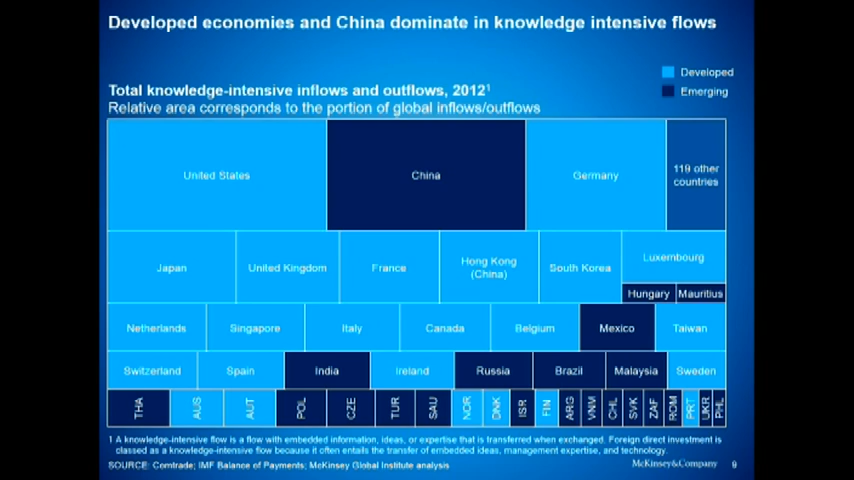 Developed economies and China dominate in knowledge intensive flows
Developed
Emerging
Total knowledge-intensive inflows and outflows, 2012¹
Relative area corresponds to the portion of global inflows/outflows
United States
China
Germany
119 other
countries
Japan
United Kingdom
France
Hong Kong
(China)
South Korea
Luxembourg
Hungary
Mauritius
Netherlands
Singapore
Italy
Canada
Belgium
Mexico
Taiwan
Switzerland
Spain
India
Ireland
Russia
Brazil
Malaysia
Sweden
THA
AUS
AUT
POL
CZE
TUR
SAU
NOR
DNK
ISR
FIN
ARG
VNM
CHL
SVK
ZAF
ROM
PRT
UKR
PHL
1 A knowledge-intensive flow is a flow with embedded information, ideas, or expertise that is transferred when exchanged. Foreign direct investment is
classed as a knowledge-intensive flow because it often entails the transfer of embedded ideas, management expertise, and technology.
SOURCE: Comtrade; IMF Balance of Payments; McKinsey Global Institute analysis
McKinsey&Company
9